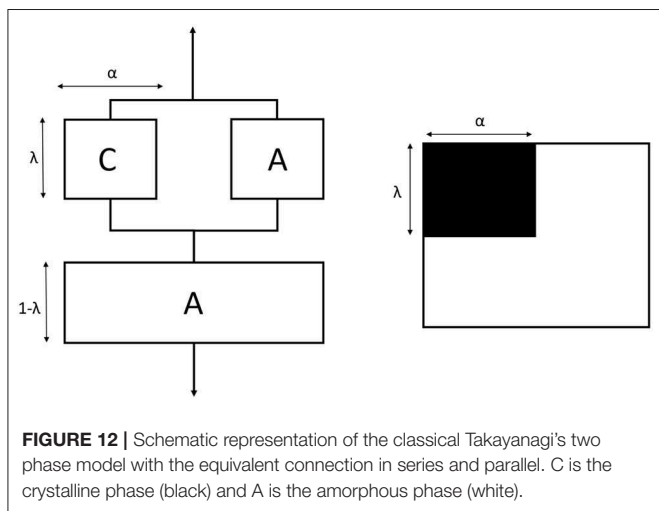 α
λ
C
A
1-λ
A
α
λ
FIGURE 12 | Schematic representation of the classical Takayanagi's two
phase model with the equivalent connection in series and parallel. C is the
crystalline phase (black) and A is the amorphous phase (white).